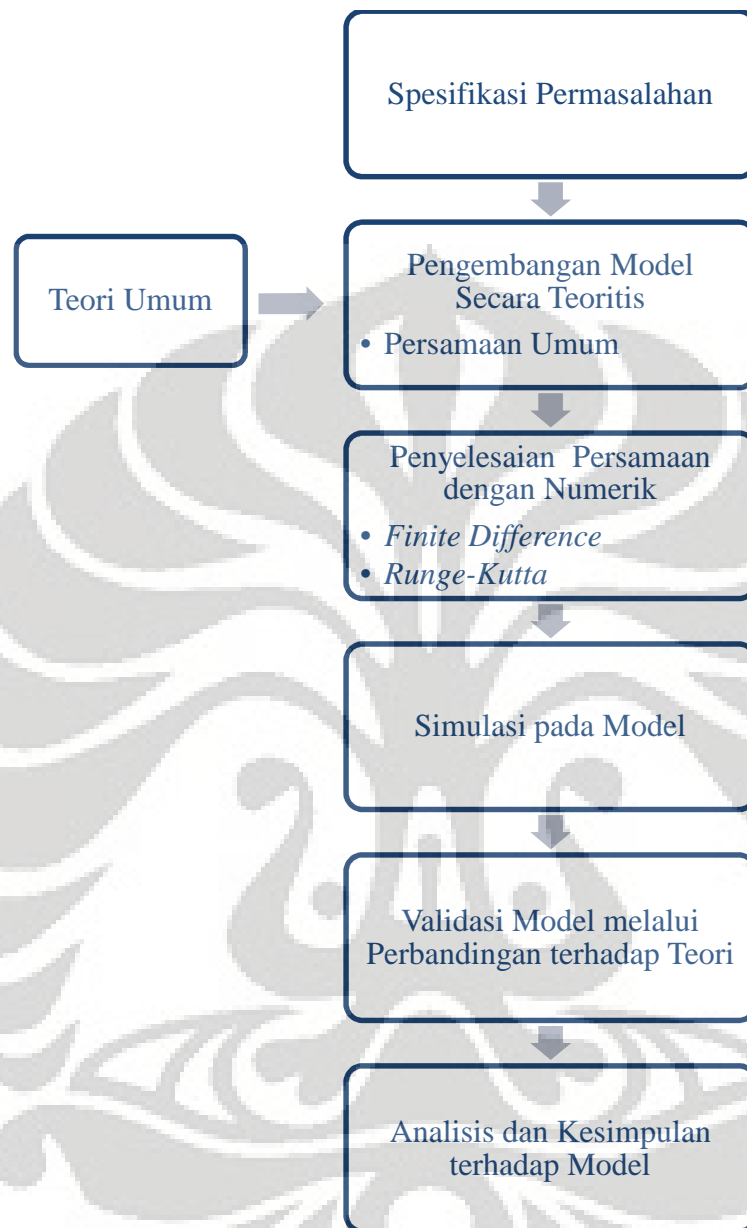 Spesifikasi Permasalahan
Teori Umum
Pengembangan Model
Secara Teoritis
• Persamaan Umum
Penyelesaian Persamaan
dengan Numerik
• Finite Difference
• Runge-Kutta
Simulasi pada Model
Validasi Model melalui
Perbandingan terhadap Teori
Analisis dan Kesimpulan
terhadap Model